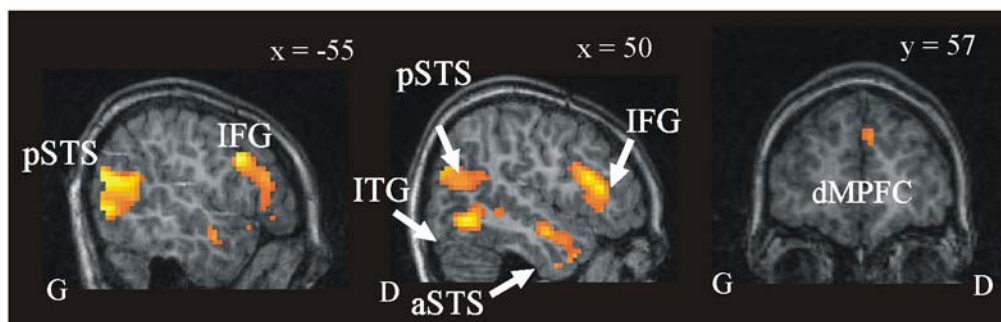 x = -55
pSTS
IFG
G
x = 50
pSTS
IFG
ITG
aSTS
D
y = 57
dMPFC
G
D